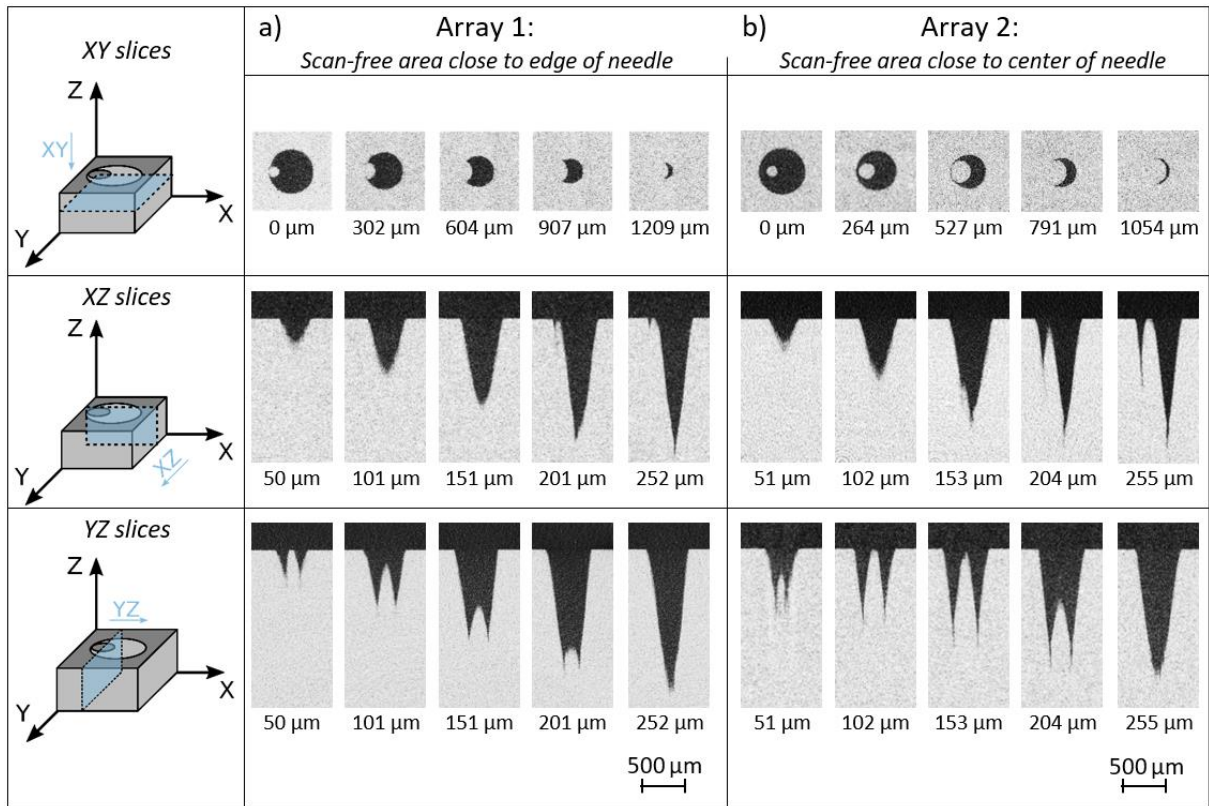 a)
Array 1:
Scan-free area close to edge of needle
b)
Array 2:
Scan-free area close to center of needle
XY slices
Z
XY
X
Y
0 µm 302 µm 604 µm 907 µm 1209 µm
0 µm 264 µm 527 µm 791 µm 1054 µm
XZ slices
Z
X
Y
XZ
50 µm 101 µm 151 µm 201 µm 252 µm
51 µm 102 µm 153 µm 204 µm 255 µm
YZ slices
Z
YZ
X
Y
50 µm 101 µm 151 µm 201 µm 252 µm
51 µm 102 µm 153 µm 204 µm 255 µm
500 µm
500 µm